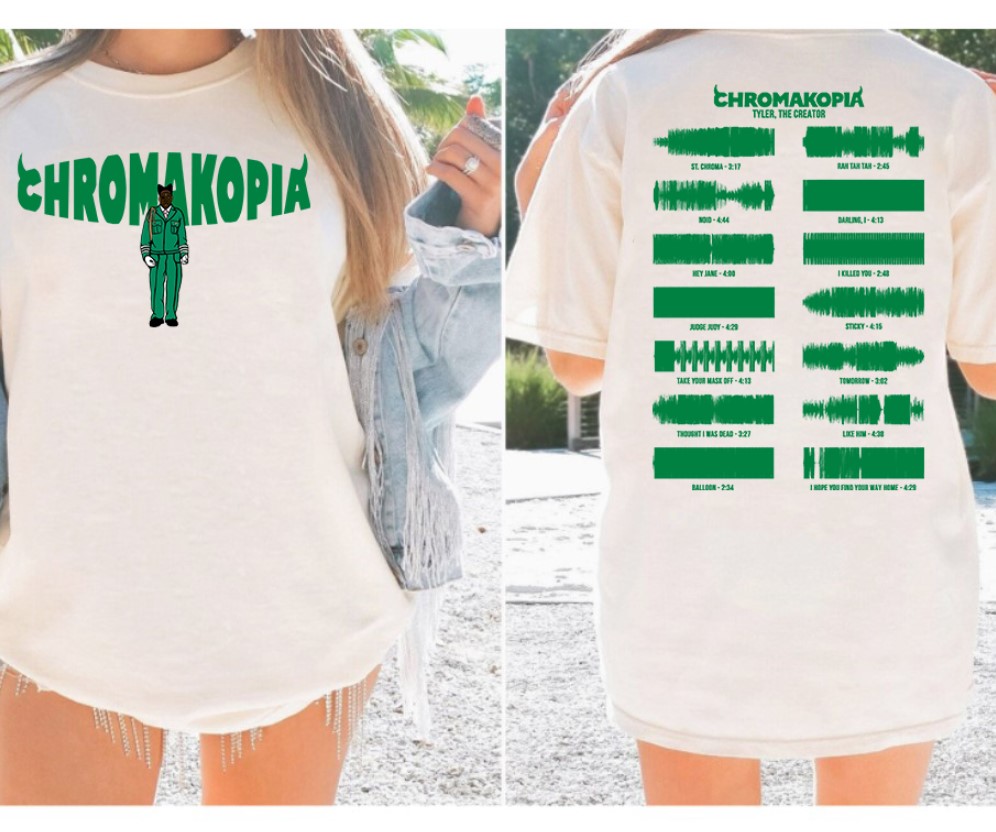 CHROMAKOPIA
CHROMAKOPIA
TYLER, THE CREATOR
ST. CHROMA - 3:17
RAH TAH TAH - 2:45
NOID - 4:44
DARLING, I - 4:13
HEY JANE - 4:00
I KILLED YOU - 2:48
JUDGE JUDY - 4:29
STICKY - 4:15
TAKE YOUR MASK OFF - 4:13
TOMORROW - 3:02
THOUGHT I WAS DEAD - 3:27
LIKE HIM - 4:38
BALLOON - 2:34
I HOPE YOU FIND YOUR WAY HOME - 4:29